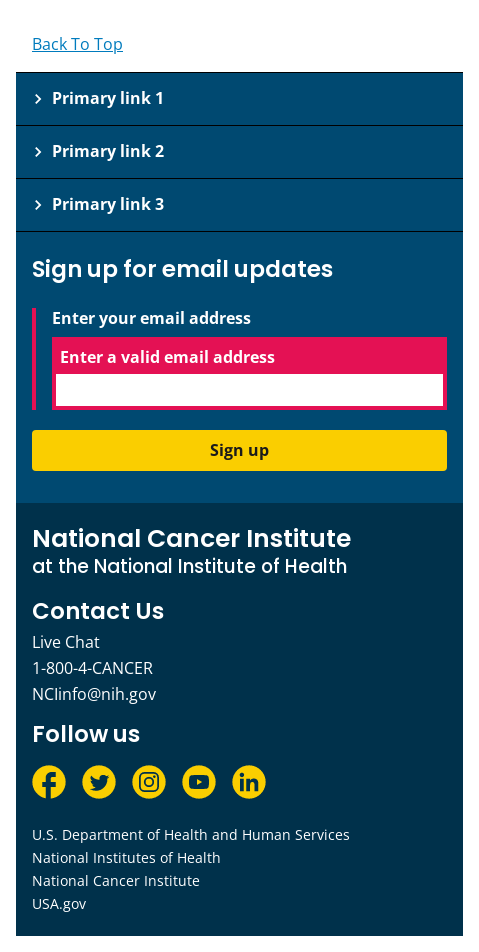 Back To Top
Primary link 1
Primary link 2
Primary link 3
Sign up for email updates
Enter your email address
Enter a valid email address
Sign up
National Cancer Institute
at the National Institute of Health
Contact Us
Live Chat
1-800-4-CANCER
NCIinfo@nih.gov
Follow us
U.S. Department of Health and Human Services
National Institutes of Health
National Cancer Institute
USA.gov